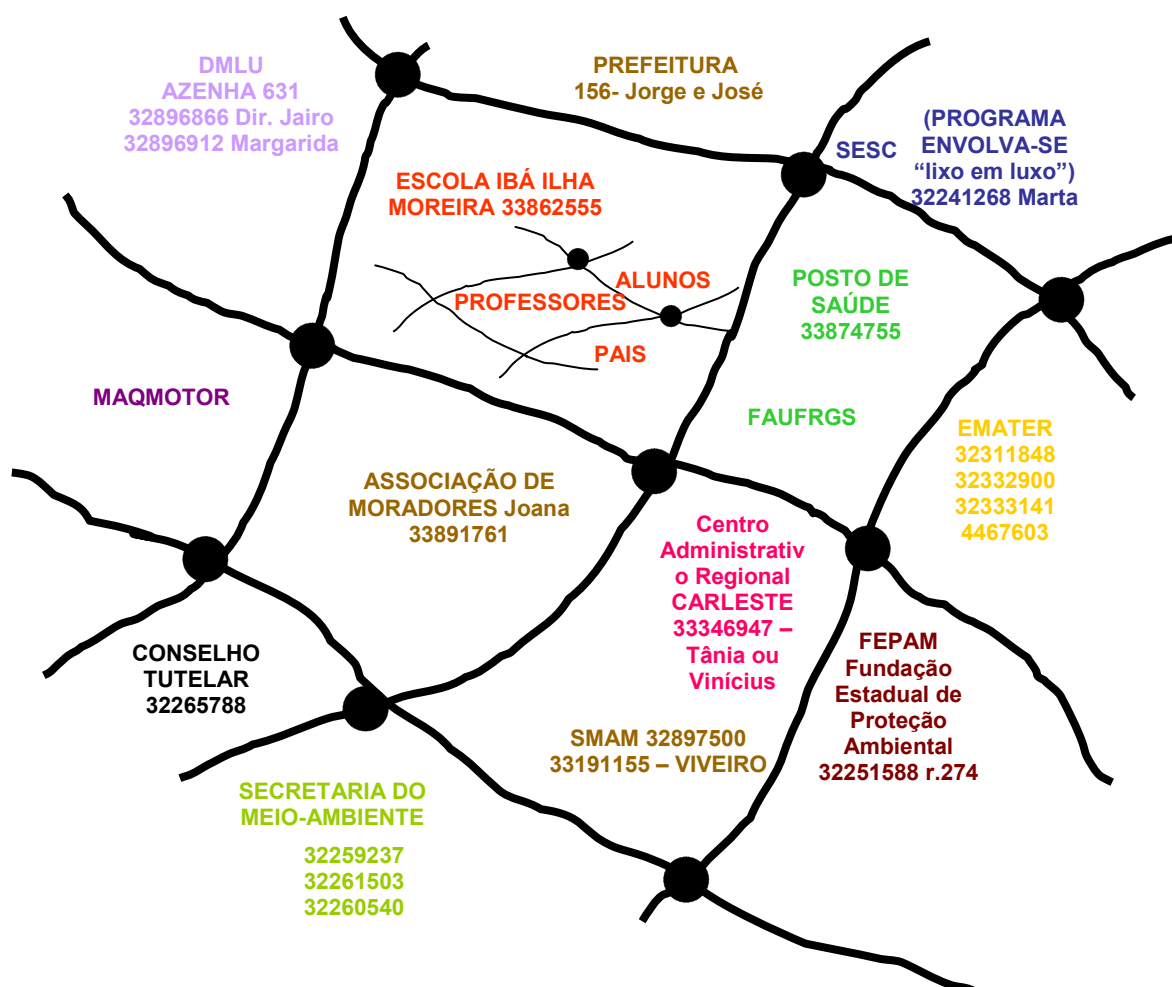 DMLU
AZENHA 631
32896866 Dir. Jairo
32896912 Margarida
PREFEITURA
156- Jorge e José
SESC
(PROGRAMA
ENVOLVA-SE
“lixo em luxo”)
32241268 Marta
ESCOLA IBÁ ILHA
MOREIRA 33862555
ALUNOS
PROFESSORES
PAIS
POSTO DE
SAÚDE
33874755
FAUFRGS
MAQMOTOR
ASSOCIAÇÃO DE
MORADORES Joana
33891761
EMATER
32311848
32332900
32333141
4467603
Centro
Administrativ
o Regional
CARLESTE
33346947 –
Tânia ou
Vinícius
CONSELHO
TUTELAR
32265788
FEPAM
Fundação
Estadual de
Proteção
Ambiental
32251588 r.274
SMAM 32897500
33191155 – VIVEIRO
SECRETARIA DO
MEIO-AMBIENTE
32259237
32261503
32260540